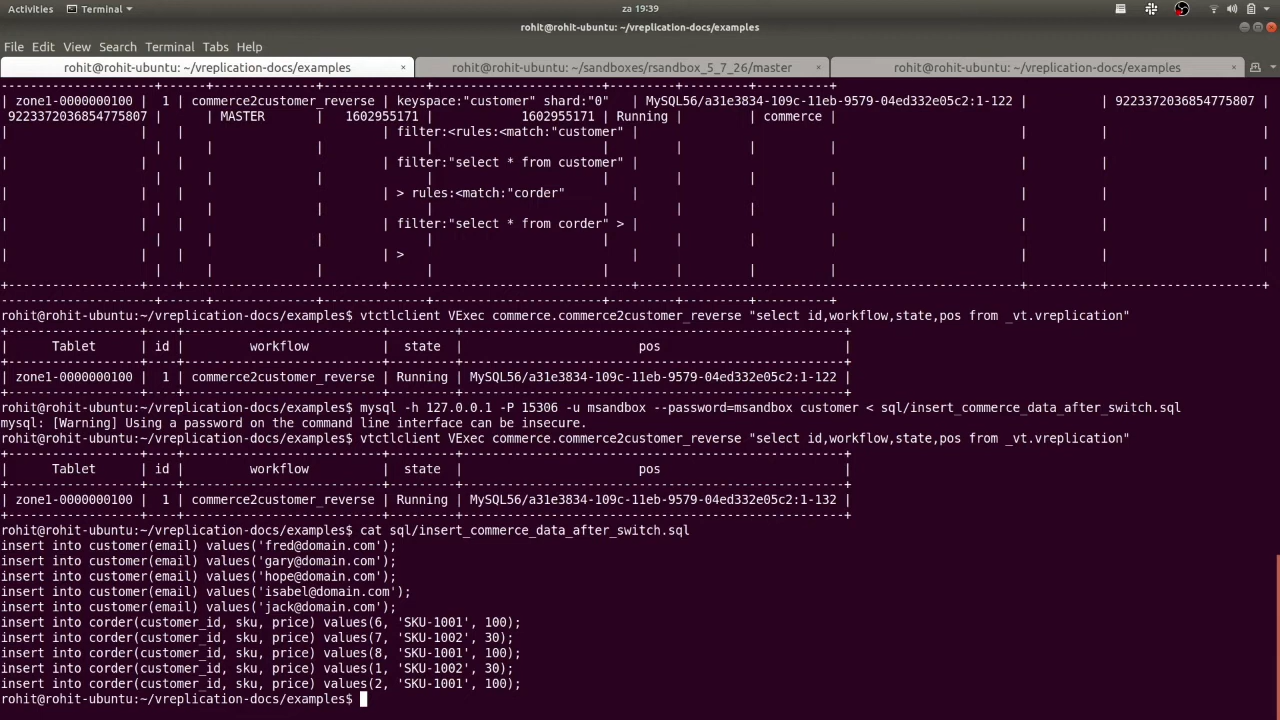 Activities Terminal za 19:39
rohit@rohit-ubuntu: ~/vreplication-docs/examples
File Edit View Search Terminal Tabs Help
rohit@rohit-ubuntu: ~/vreplication-docs/examples × rohit@rohit-ubuntu: ~/sandboxes/rsandbox_5_7_26/master × rohit@rohit-ubuntu: ~/vreplication-docs/examples ×
-----------------+----+------+-------------+--------------+-----------------------+---------+---------+----------+
| zone1-0000000100 | 1 | commerce2customer_reverse | keyspace:"customer" shard:"0" | MySQL56/a31e3834-109c-11eb-9579-04ed332e05c2:1-122 | | 9223372036854775807
9223372036854775807 | | | MASTER | 1602955171 | 1602955171 | Running | | commerce |
| | | | filter:<rules:<match:"customer" | | | |
| | | | | | | |
| | | | filter:"select * from customer" | | | |
| | | | | | | |
| | | | > rules:<match:"corder" | | | |
| | | | | | | |
| | | | filter:"select * from corder" > | | | |
| | | | | | | |
| | | | > | | | |
| | | | | | | |
+------------------+----+---------------------------+---------------------------------+----------------------------------------------------+-----------+---------------------+
---------------------+------+--------------+--------------+-----------------------+---------+---------+----------+
rohit@rohit-ubuntu:~/vreplication-docs/examples$ vtctlclient VExec commerce.commerce2customer_reverse "select id,workflow,state,pos from _vt.vreplication"
+------------------+----+---------------------------+---------+----------------------------------------------------+
| Tablet | id | workflow | state | pos |
+------------------+----+---------------------------+---------+----------------------------------------------------+
| zone1-0000000100 | 1 | commerce2customer_reverse | Running | MySQL56/a31e3834-109c-11eb-9579-04ed332e05c2:1-122 |
+------------------+----+---------------------------+---------+----------------------------------------------------+
rohit@rohit-ubuntu:~/vreplication-docs/examples$ mysql -h 127.0.0.1 -P 15306 -u msandbox --password=msandbox customer < sql/insert_commerce_data_after_switch.sql
mysql: [Warning] Using a password on the command line interface can be insecure.
rohit@rohit-ubuntu:~/vreplication-docs/examples$ vtctlclient VExec commerce.commerce2customer_reverse "select id,workflow,state,pos from _vt.vreplication"
+------------------+----+---------------------------+---------+----------------------------------------------------+
| Tablet | id | workflow | state | pos |
+------------------+----+---------------------------+---------+----------------------------------------------------+
| zone1-0000000100 | 1 | commerce2customer_reverse | Running | MySQL56/a31e3834-109c-11eb-9579-04ed332e05c2:1-132 |
+------------------+----+---------------------------+---------+----------------------------------------------------+
rohit@rohit-ubuntu:~/vreplication-docs/examples$ cat sql/insert_commerce_data_after_switch.sql
insert into customer(email) values('fred@domain.com');
insert into customer(email) values('gary@domain.com');
insert into customer(email) values('hope@domain.com');
insert into customer(email) values('isabel@domain.com');
insert into customer(email) values('jack@domain.com');
insert into corder(customer_id, sku, price) values(6, 'SKU-1001', 100);
insert into corder(customer_id, sku, price) values(7, 'SKU-1002', 30);
insert into corder(customer_id, sku, price) values(8, 'SKU-1001', 100);
insert into corder(customer_id, sku, price) values(1, 'SKU-1002', 30);
insert into corder(customer_id, sku, price) values(2, 'SKU-1001', 100);
rohit@rohit-ubuntu:~/vreplication-docs/examples$